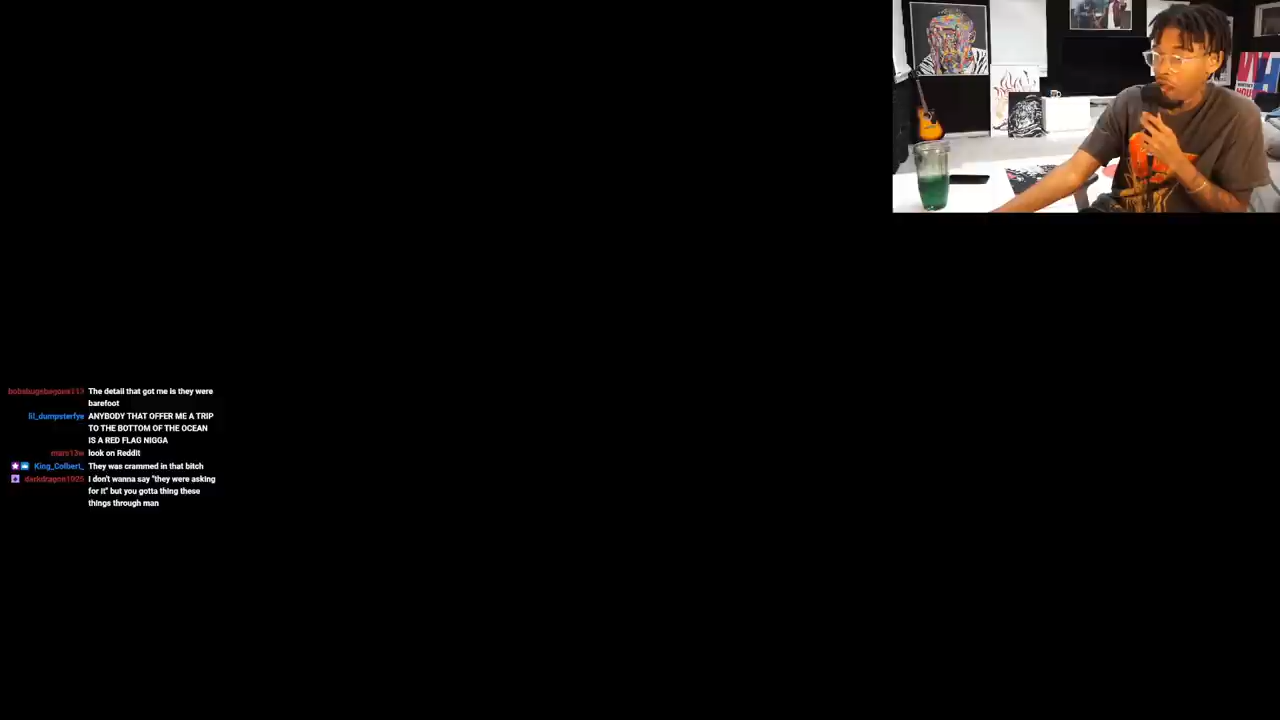 The detail that got me is they were
barefoot
lil_dumpsterfye ANYBODY THAT OFFER ME A TRIP
TO THE BOTTOM OF THE OCEAN
IS A RED FLAG NIGGA
mars13w look on Reddit
King_Colbert_ They was crammed in that bitch
darkdragon1925 I don't wanna say "they were asking
for it" but you gotta thing these
things through man